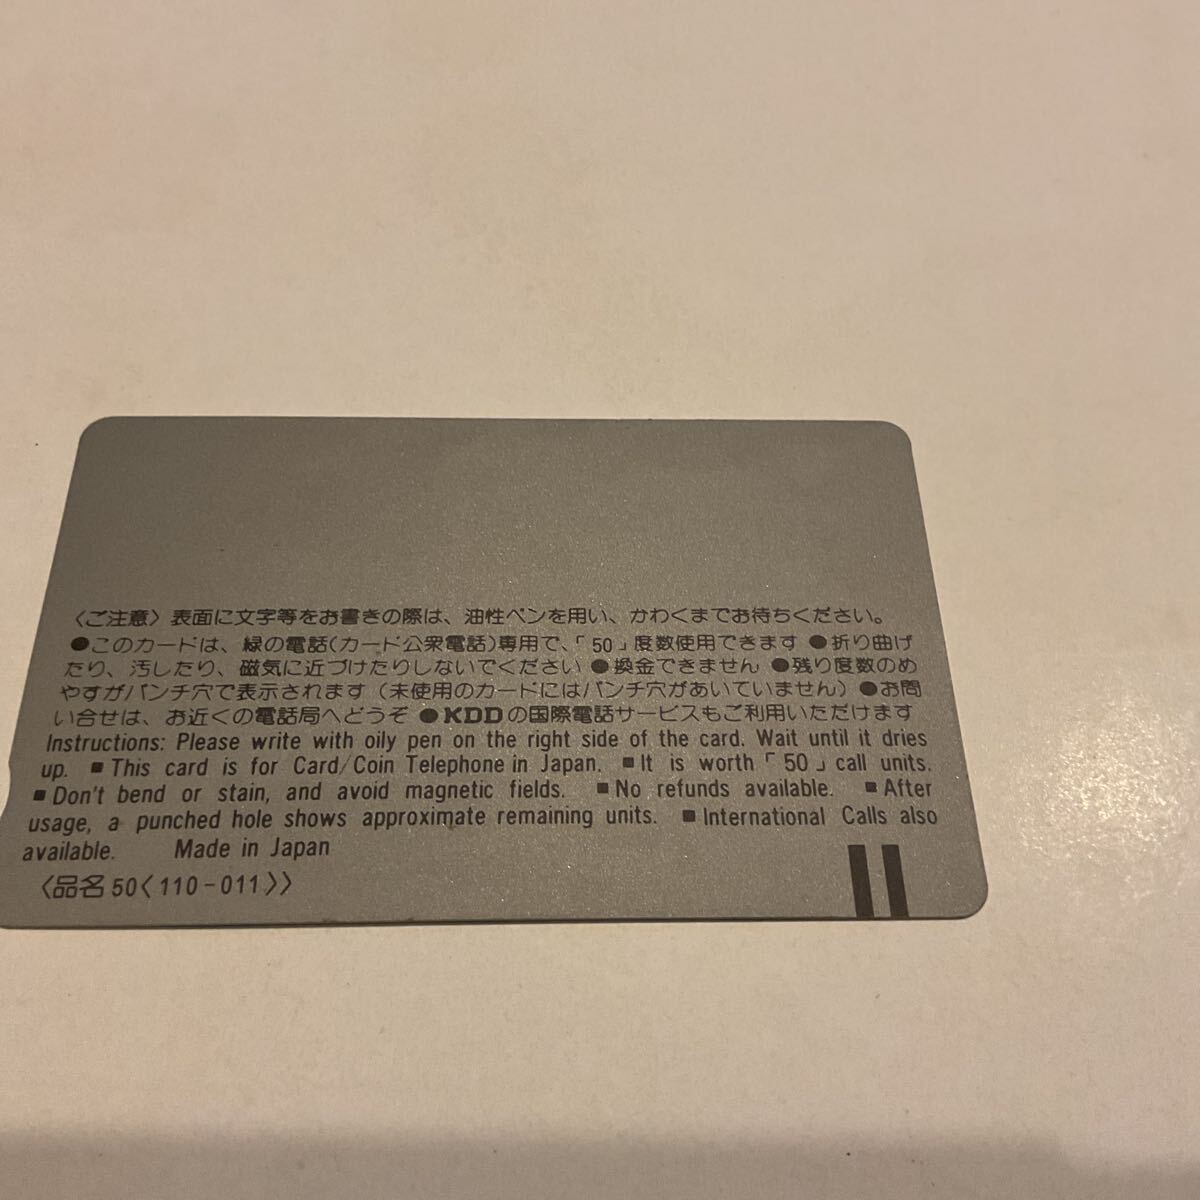 〈ご注意〉表面に文字等をお書きの際は、油性ペンを用い、かわくまでお待ちください。
●このカードは、緑の電話(カード公衆電話)専用で、「50」度数使用できます ●折り曲げ
たり、汚したり、磁気に近づけたりしないでください ●換金できません ●残り度数のめ
やすがパンチ穴で表示されます(未使用のカードにはパンチ穴があいていません) ●お問
い合せは、お近くの電話局へどうぞ ●KDDの国際電話サービスもご利用いただけます
Instructions: Please write with oily pen on the right side of the card. Wait until it dries
up. ■This card is for Card/Coin Telephone in Japan. ■It is worth「50」call units.
■Don't bend or stain, and avoid magnetic fields. ■No refunds available. ■After
usage, a punched hole shows approximate remaining units. ■International Calls also
available. Made in Japan
〈品名50〈110-011〉〉